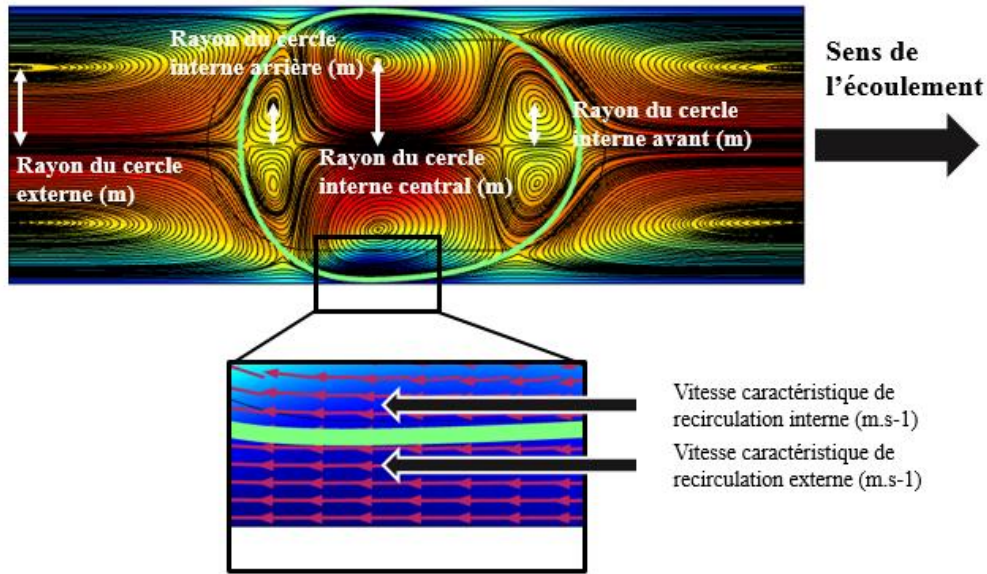 Rayon du cercle
interne arrière (m)
Sens de
l'écoulement
Rayon du cercle
interne avant (m)
Rayon du cercle
externe (m)
Rayon du cercle
interne central (m)
Vitesse caractéristique de
recirculation interne (m.s-1)
Vitesse caractéristique de
recirculation externe (m.s-1)